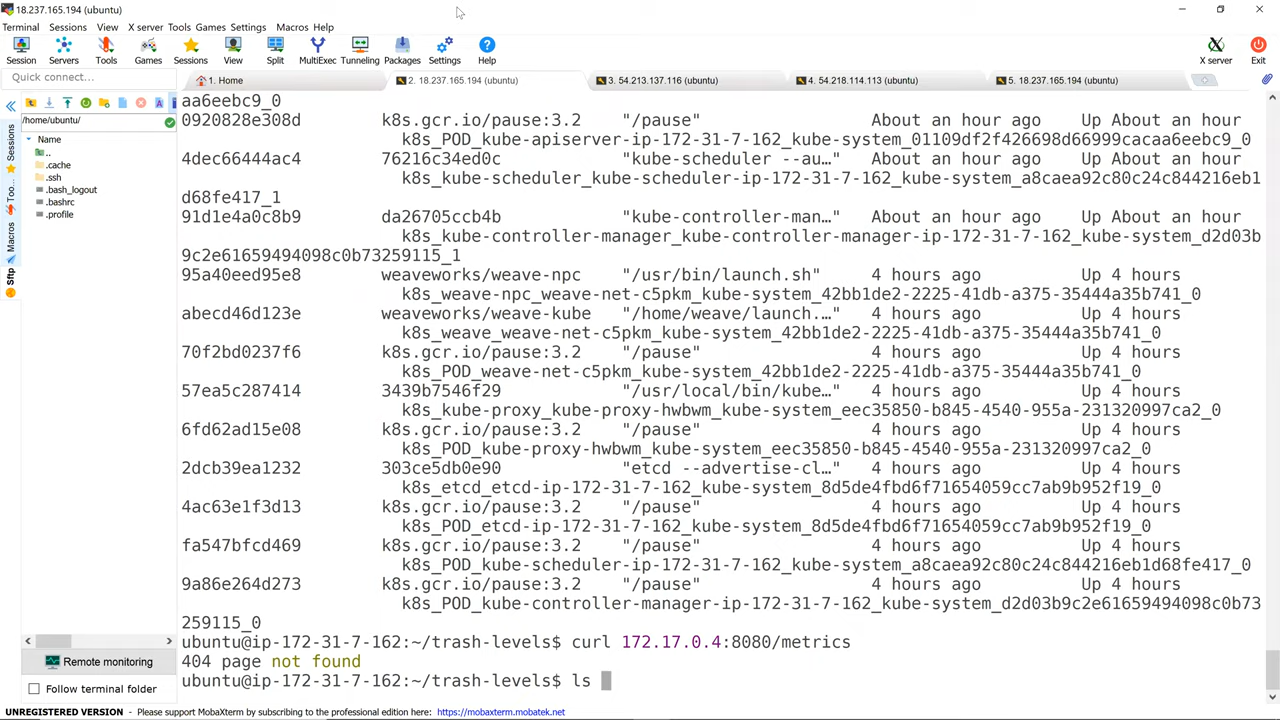 18.237.165.194 (ubuntu)
Terminal Sessions View X server Tools Games Settings Macros Help
Session Servers Tools Games Sessions View Split MultiExec Tunneling Packages Settings Help X server Exit
Quick connect...
1. Home 2. 18.237.165.194 (ubuntu) 3. 54.213.137.116 (ubuntu) 4. 54.218.114.113 (ubuntu) 5. 18.237.165.194 (ubuntu)
/home/ubuntu/
Name
..
.cache
.ssh
.bash_logout
.bashrc
.profile
Sessions
Too...
Macros
Sftp
aa6eebc9_0
0920828e308d k8s.gcr.io/pause:3.2 "/pause" About an hour ago Up About an hour
k8s_POD_kube-apiserver-ip-172-31-7-162_kube-system_01109df2f426698d66999cacaa6eebc9_0
4dec66444ac4 76216c34ed0c "kube-scheduler --au…" About an hour ago Up About an hour
k8s_kube-scheduler_kube-scheduler-ip-172-31-7-162_kube-system_a8caea92c80c24c844216eb1
d68fe417_1
91d1e4a0c8b9 da26705ccb4b "kube-controller-man…" About an hour ago Up About an hour
k8s_kube-controller-manager_kube-controller-manager-ip-172-31-7-162_kube-system_d2d03b
9c2e61659494098c0b73259115_1
95a40eed95e8 weaveworks/weave-npc "/usr/bin/launch.sh" 4 hours ago Up 4 hours
k8s_weave-npc_weave-net-c5pkm_kube-system_42bb1de2-2225-41db-a375-35444a35b741_0
abecd46d123e weaveworks/weave-kube "/home/weave/launch.…" 4 hours ago Up 4 hours
k8s_weave_weave-net-c5pkm_kube-system_42bb1de2-2225-41db-a375-35444a35b741_0
70f2bd0237f6 k8s.gcr.io/pause:3.2 "/pause" 4 hours ago Up 4 hours
k8s_POD_weave-net-c5pkm_kube-system_42bb1de2-2225-41db-a375-35444a35b741_0
57ea5c287414 3439b7546f29 "/usr/local/bin/kube…" 4 hours ago Up 4 hours
k8s_kube-proxy_kube-proxy-hwbwm_kube-system_eec35850-b845-4540-955a-231320997ca2_0
6fd62ad15e08 k8s.gcr.io/pause:3.2 "/pause" 4 hours ago Up 4 hours
k8s_POD_kube-proxy-hwbwm_kube-system_eec35850-b845-4540-955a-231320997ca2_0
2dcb39ea1232 303ce5db0e90 "etcd --advertise-cl…" 4 hours ago Up 4 hours
k8s_etcd_etcd-ip-172-31-7-162_kube-system_8d5de4fbd6f71654059cc7ab9b952f19_0
4ac63e1f3d13 k8s.gcr.io/pause:3.2 "/pause" 4 hours ago Up 4 hours
k8s_POD_etcd-ip-172-31-7-162_kube-system_8d5de4fbd6f71654059cc7ab9b952f19_0
fa547bfcd469 k8s.gcr.io/pause:3.2 "/pause" 4 hours ago Up 4 hours
k8s_POD_kube-scheduler-ip-172-31-7-162_kube-system_a8caea92c80c24c844216eb1d68fe417_0
9a86e264d273 k8s.gcr.io/pause:3.2 "/pause" 4 hours ago Up 4 hours
k8s_POD_kube-controller-manager-ip-172-31-7-162_kube-system_d2d03b9c2e61659494098c0b73
259115_0
ubuntu@ip-172-31-7-162:~/trash-levels$ curl 172.17.0.4:8080/metrics
404 page not found
ubuntu@ip-172-31-7-162:~/trash-levels$ ls
Remote monitoring
Follow terminal folder
UNREGISTERED VERSION - Please support MobaXterm by subscribing to the professional edition here: https://mobaxterm.mobatek.net